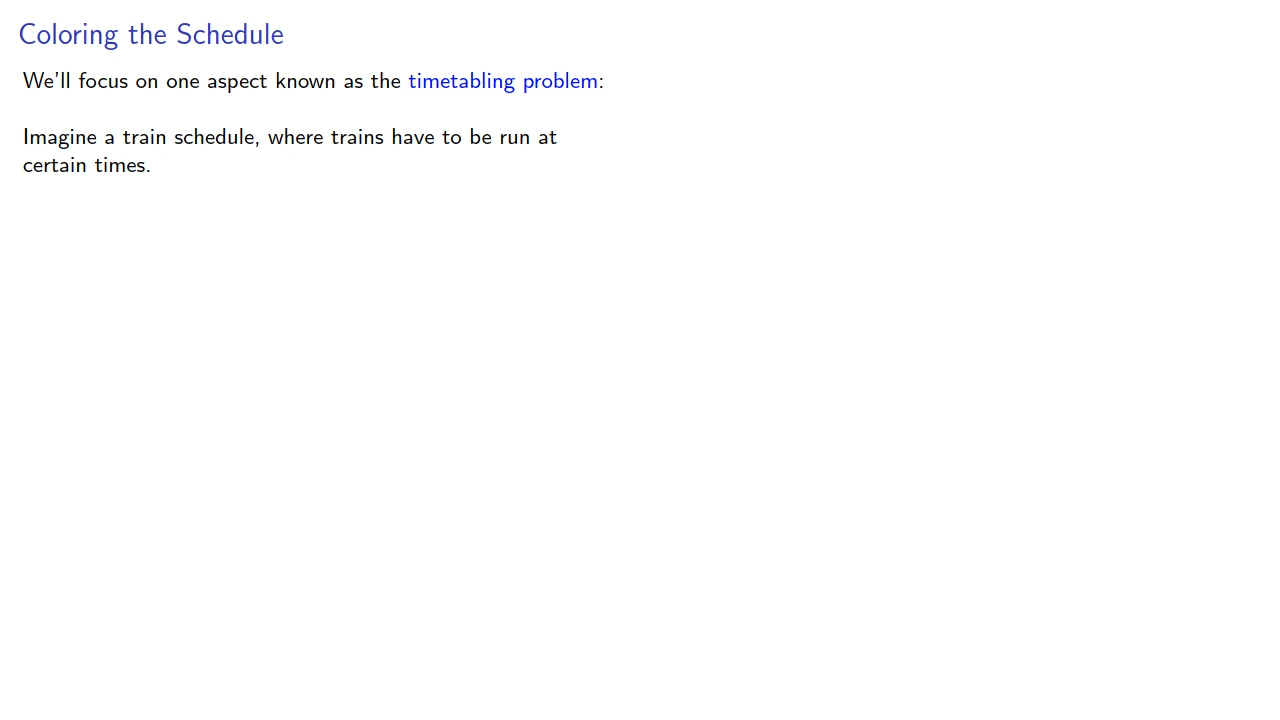 Coloring the Schedule
We'll focus on one aspect known as the timetabling problem:
Imagine a train schedule, where trains have to be run at
certain times.